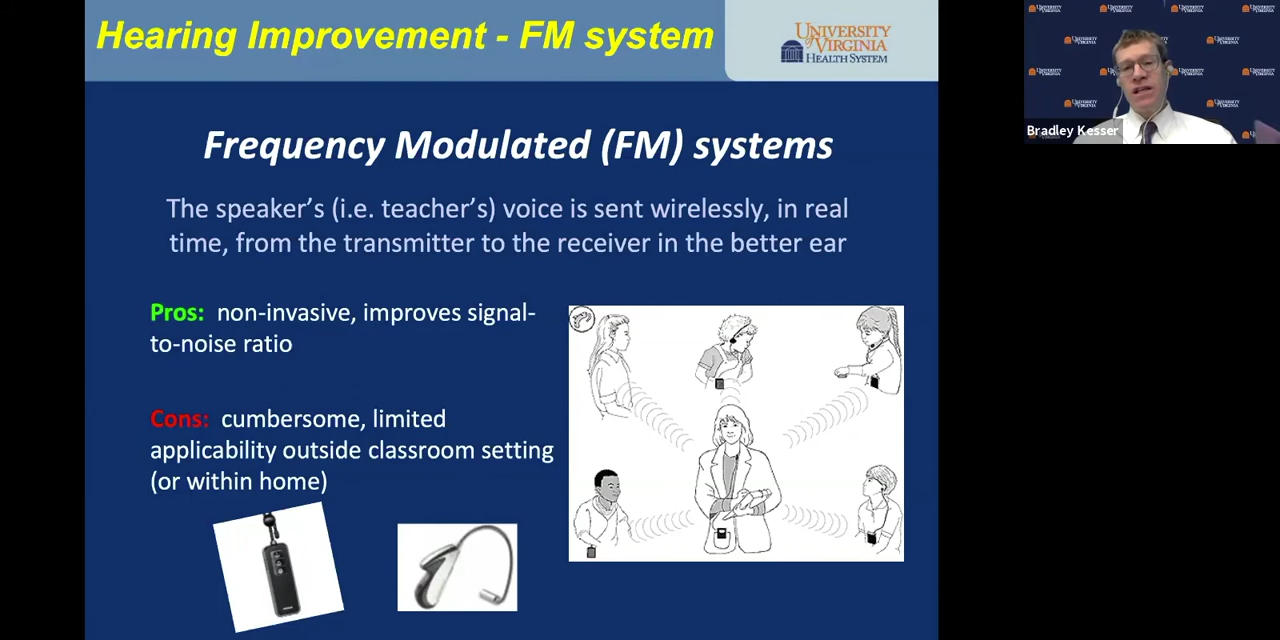 Hearing Improvement - FM system
UNIVERSITY
of VIRGINIA
HEALTH SYSTEM
Frequency Modulated (FM) systems
The speaker's (i.e. teacher's) voice is sent wirelessly, in real
time, from the transmitter to the receiver in the better ear
Pros: non-invasive, improves signal-
to-noise ratio
Cons: cumbersome, limited
applicability outside classroom setting
(or within home)
Bradley Kesser